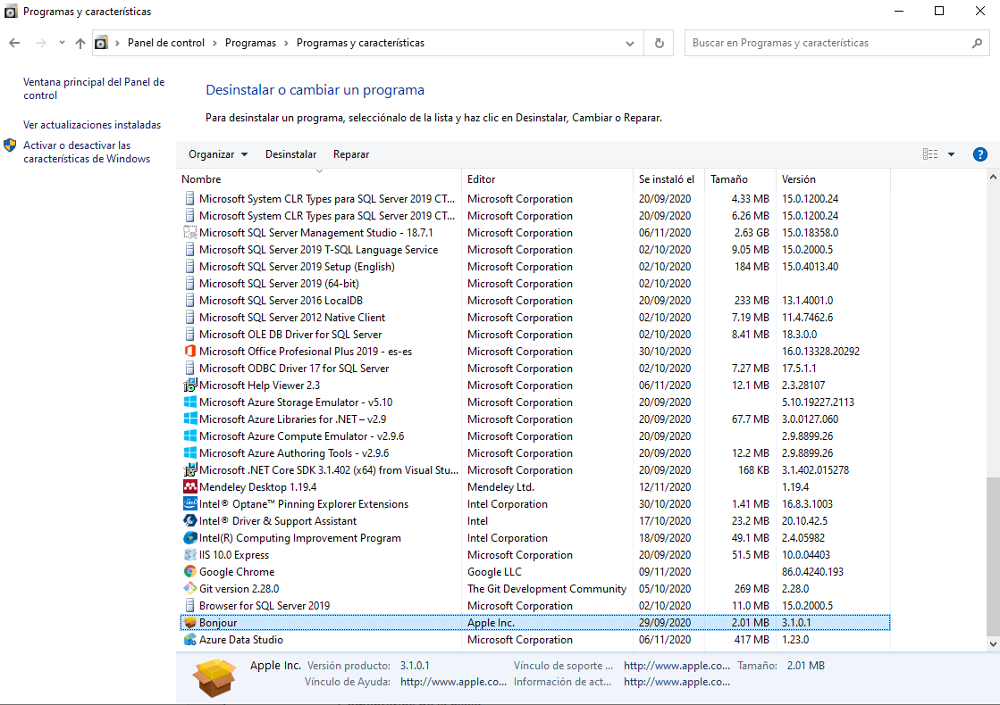 Programas y características
Panel de control > Programas > Programas y características
Buscar en Programas y características
Ventana principal del Panel de
control
Ver actualizaciones instaladas
Activar o desactivar las
características de Windows
Desinstalar o cambiar un programa
Para desinstalar un programa, selecciónalo de la lista y haz clic en Desinstalar, Cambiar o Reparar.
Organizar Desinstalar Reparar
Nombre Editor Se instaló el Tamaño Versión
Microsoft System CLR Types para SQL Server 2019 CT... Microsoft Corporation 20/09/2020 4.33 MB 15.0.1200.24
Microsoft System CLR Types para SQL Server 2019 CT... Microsoft Corporation 20/09/2020 6.26 MB 15.0.1200.24
Microsoft SQL Server Management Studio - 18.7.1 Microsoft Corporation 06/11/2020 2.63 GB 15.0.18358.0
Microsoft SQL Server 2019 T-SQL Language Service Microsoft Corporation 02/10/2020 9.05 MB 15.0.2000.5
Microsoft SQL Server 2019 Setup (English) Microsoft Corporation 02/10/2020 184 MB 15.0.4013.40
Microsoft SQL Server 2019 (64-bit) Microsoft Corporation 02/10/2020
Microsoft SQL Server 2016 LocalDB Microsoft Corporation 20/09/2020 233 MB 13.1.4001.0
Microsoft SQL Server 2012 Native Client Microsoft Corporation 02/10/2020 7.19 MB 11.4.7462.6
Microsoft OLE DB Driver for SQL Server Microsoft Corporation 02/10/2020 8.41 MB 18.3.0.0
Microsoft Office Profesional Plus 2019 - es-es Microsoft Corporation 30/10/2020 16.0.13328.20292
Microsoft ODBC Driver 17 for SQL Server Microsoft Corporation 02/10/2020 7.27 MB 17.5.1.1
Microsoft Help Viewer 2.3 Microsoft Corporation 06/11/2020 12.1 MB 2.3.28107
Microsoft Azure Storage Emulator - v5.10 Microsoft Corporation 20/09/2020 5.10.19227.2113
Microsoft Azure Libraries for .NET – v2.9 Microsoft Corporation 20/09/2020 67.7 MB 3.0.0127.060
Microsoft Azure Compute Emulator - v2.9.6 Microsoft Corporation 20/09/2020 2.9.8899.26
Microsoft Azure Authoring Tools - v2.9.6 Microsoft Corporation 20/09/2020 12.2 MB 2.9.8899.26
Microsoft .NET Core SDK 3.1.402 (x64) from Visual Stu... Microsoft Corporation 20/09/2020 168 KB 3.1.402.015278
Mendeley Desktop 1.19.4 Mendeley Ltd. 12/11/2020 1.19.4
Intel® Optane™ Pinning Explorer Extensions Intel Corporation 30/10/2020 1.41 MB 16.8.3.1003
Intel® Driver & Support Assistant Intel 17/10/2020 23.2 MB 20.10.42.5
Intel(R) Computing Improvement Program Intel Corporation 18/09/2020 49.1 MB 2.4.05982
IIS 10.0 Express Microsoft Corporation 20/09/2020 51.5 MB 10.0.04403
Google Chrome Google LLC 09/11/2020 86.0.4240.193
Git version 2.28.0 The Git Development Community 05/10/2020 269 MB 2.28.0
Browser for SQL Server 2019 Microsoft Corporation 02/10/2020 11.0 MB 15.0.2000.5
Bonjour Apple Inc. 29/09/2020 2.01 MB 3.1.0.1
Azure Data Studio Microsoft Corporation 06/11/2020 417 MB 1.23.0
Apple Inc. Versión producto: 3.1.0.1 Vínculo de soporte ... http://www.apple.co... Tamaño: 2.01 MB
Vínculo de Ayuda: http://www.apple.co... Información de act... http://www.apple.co...